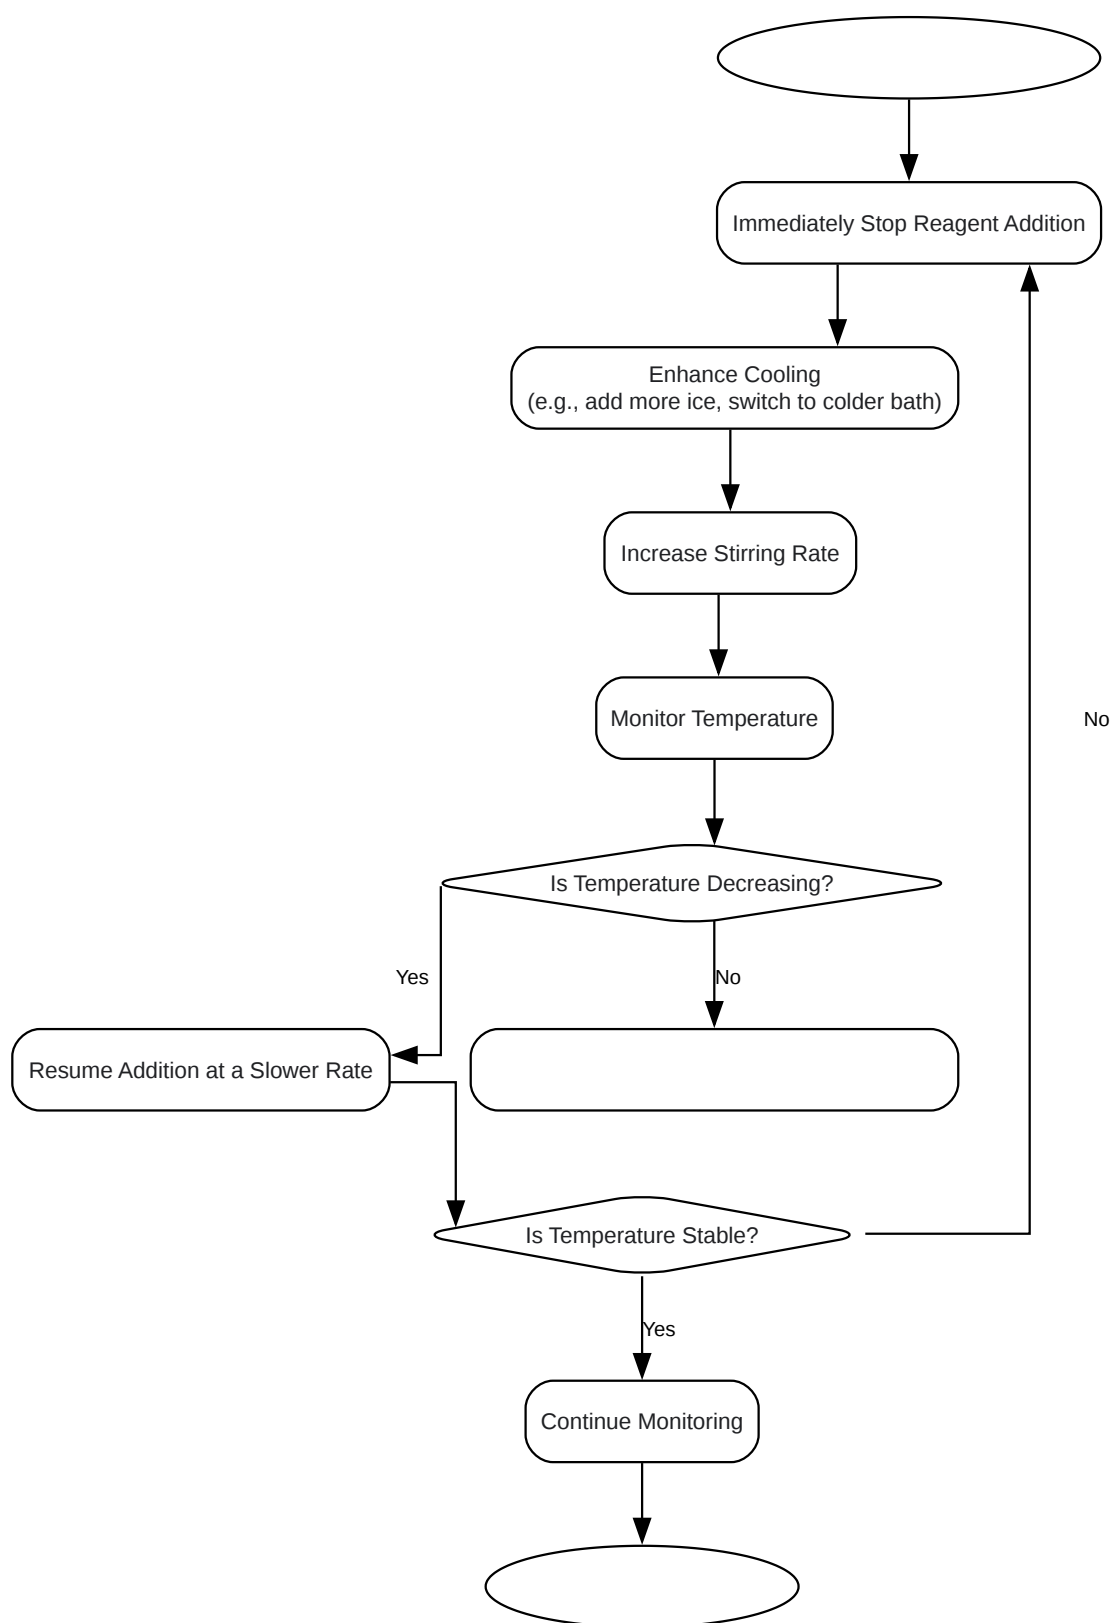 Immediately Stop Reagent Addition
Enhance Cooling
(e.g., add more ice, switch to colder bath)
Increase Stirring Rate
Monitor Temperature
No
Is Temperature Decreasing?
Yes
No
Resume Addition at a Slower Rate
Is Temperature Stable?
Yes
Continue Monitoring